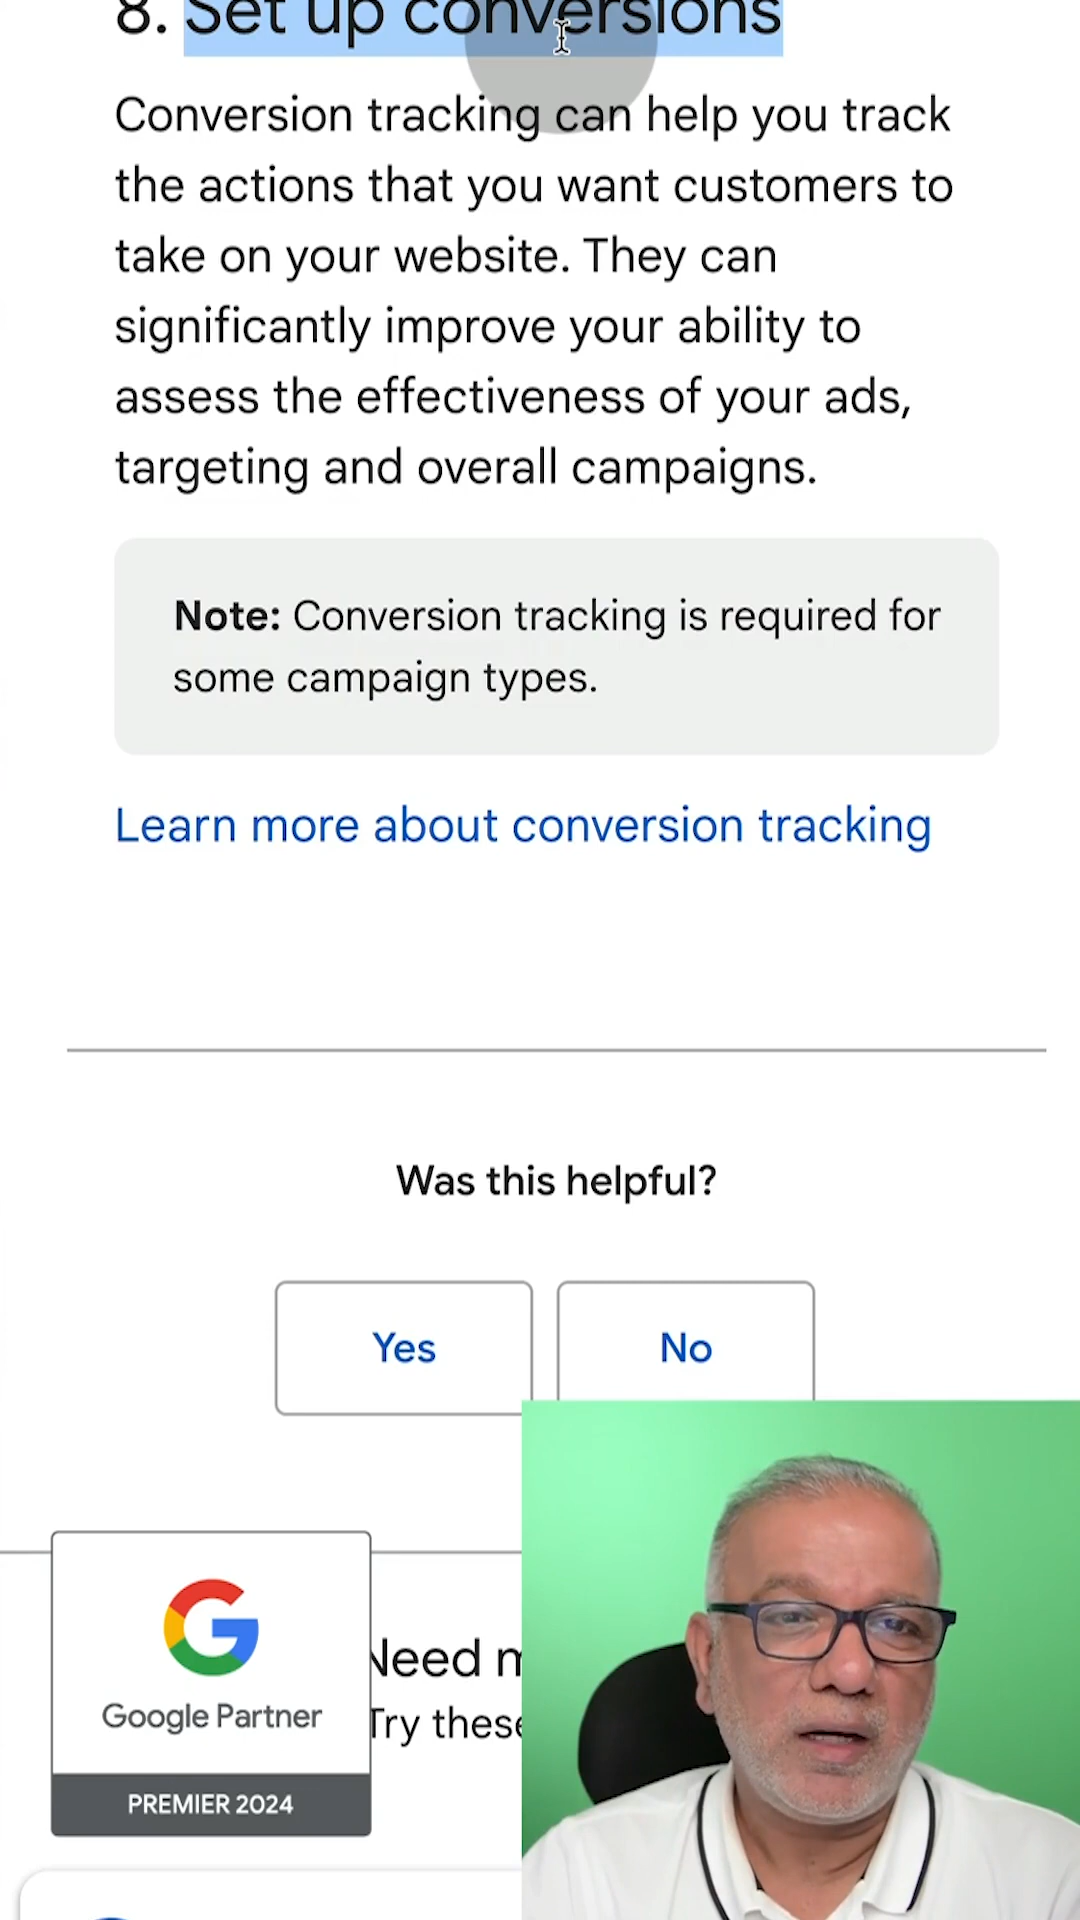 8. Set up conversions
Conversion tracking can help you track
the actions that you want customers to
take on your website. They can
significantly improve your ability to
assess the effectiveness of your ads,
targeting and overall campaigns.
Note: Conversion tracking is required for
some campaign types.
Learn more about conversion tracking
Was this helpful?
Yes
No
Need
Try these
Google Partner
PREMIER 2024